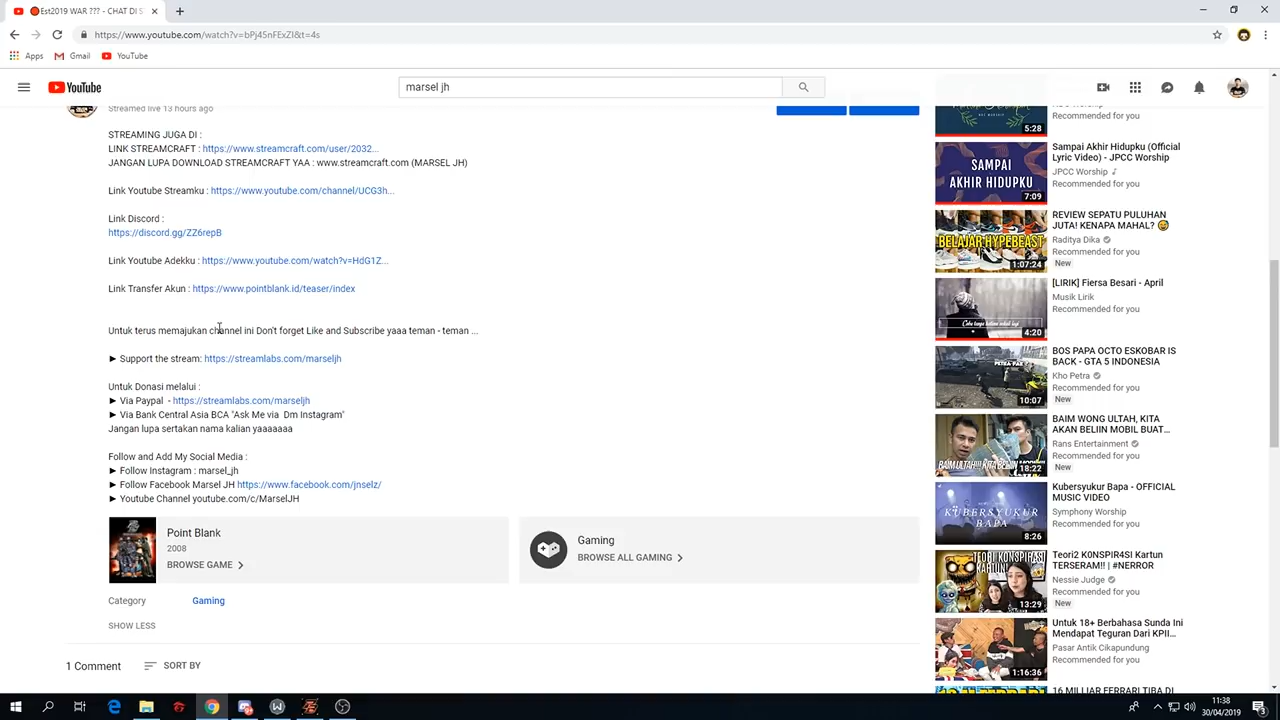 Est2019 WAR ??? - CHAT DI S
https://www.youtube.com/watch?v=bPj45nFExZI&t=4s
Apps
Gmail
YouTube
YouTube
marsel jh
Streamed live 13 hours ago
STREAMING JUGA DI :
LINK STREAMCRAFT : https://www.streamcraft.com/user/2032...
JANGAN LUPA DOWNLOAD STREAMCRAFT YAA : www.streamcraft.com (MARSEL JH)
Link Youtube Streamku : https://www.youtube.com/channel/UCG3h...
Link Discord :
https://discord.gg/ZZ6repB
Link Youtube Adekku : https://www.youtube.com/watch?v=HdG1Z...
Link Transfer Akun : https://www.pointblank.id/teaser/index
Untuk terus memajukan channel ini Don't forget Like and Subscribe yaaa teman - teman ...
► Support the stream: https://streamlabs.com/marseljh
Untuk Donasi melalui :
► Via Paypal - https://streamlabs.com/marseljh
► Via Bank Central Asia BCA "Ask Me via Dm Instagram"
Jangan lupa sertakan nama kalian yaaaaaaa
Follow and Add My Social Media :
► Follow Instagram : marsel_jh
► Follow Facebook Marsel JH https://www.facebook.com/jnselz/
► Youtube Channel youtube.com/c/MarselJH
Point Blank
2008
BROWSE GAME
Gaming
BROWSE ALL GAMING
Category
Gaming
SHOW LESS
1 Comment
SORT BY
5:28
Recommended for you
SAMPAI
AKHIR HIDUPKU
7:09
Sampai Akhir Hidupku (Official
Lyric Video) - JPCC Worship
JPCC Worship
Recommended for you
BELAJAR HYPEBEAST
1:07:24
REVIEW SEPATU PULUHAN
JUTA! KENAPA MAHAL? 😅
Raditya Dika
Recommended for you
New
4:20
[LIRIK] Fiersa Besari - April
Musik Lirik
Recommended for you
10:07
BOS PAPA OCTO ESKOBAR IS
BACK - GTA 5 INDONESIA
Kho Petra
Recommended for you
New
BAIM ULTAH
18:22
BAIM WONG ULTAH, KITA
AKAN BELIIN MOBIL BUAT...
Rans Entertainment
Recommended for you
New
KUBERSYUKUR
BAPA
8:26
Kubersyukur Bapa - OFFICIAL
MUSIC VIDEO
Symphony Worship
Recommended for you
TEORI KONSPIRASI
KARTUN
13:29
Teori2 K0NSPIR4SI Kartun
TERSERAM!! | #NERROR
Nessie Judge
Recommended for you
New
1:16:36
Untuk 18+ Berbahasa Sunda Ini
Mendapat Teguran Dari KPII...
Pasar Antik Cikapundung
Recommended for you
16 MILLIAR FERRARI TIBA DI
11:38
30/04/2019
3